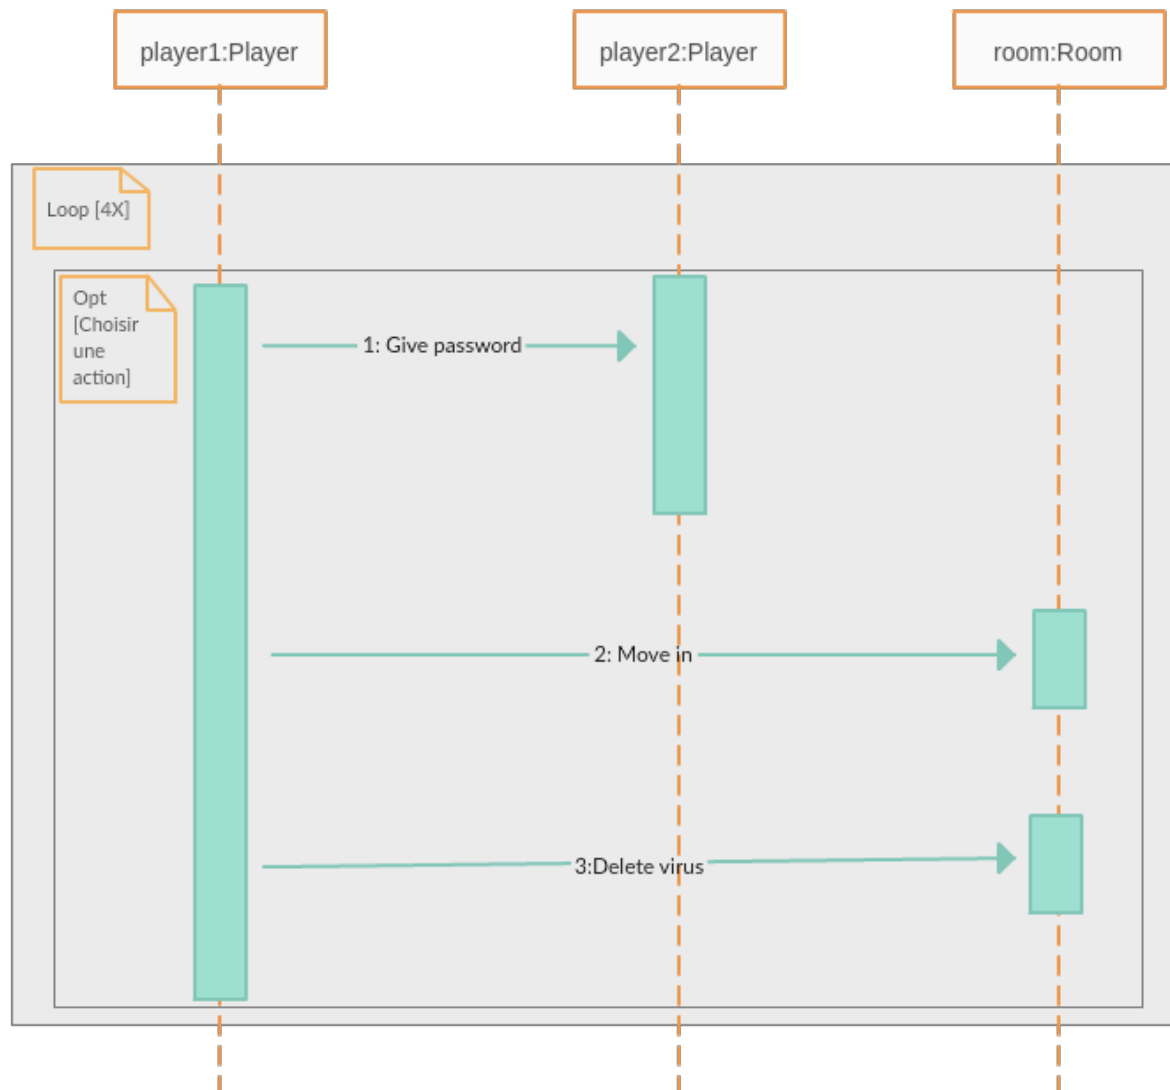 player1:Player
player2:Player
room:Room
Loop [4X]
Opt
[Choisir
une
action]
1: Give password
2: Move in
3:Delete virus